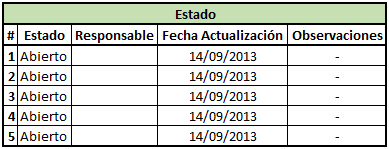 Estado
# Estado Responsable Fecha Actualización Observaciones
1 Abierto 14/09/2013 -
2 Abierto 14/09/2013 -
3 Abierto 14/09/2013 -
4 Abierto 14/09/2013 -
5 Abierto 14/09/2013 -